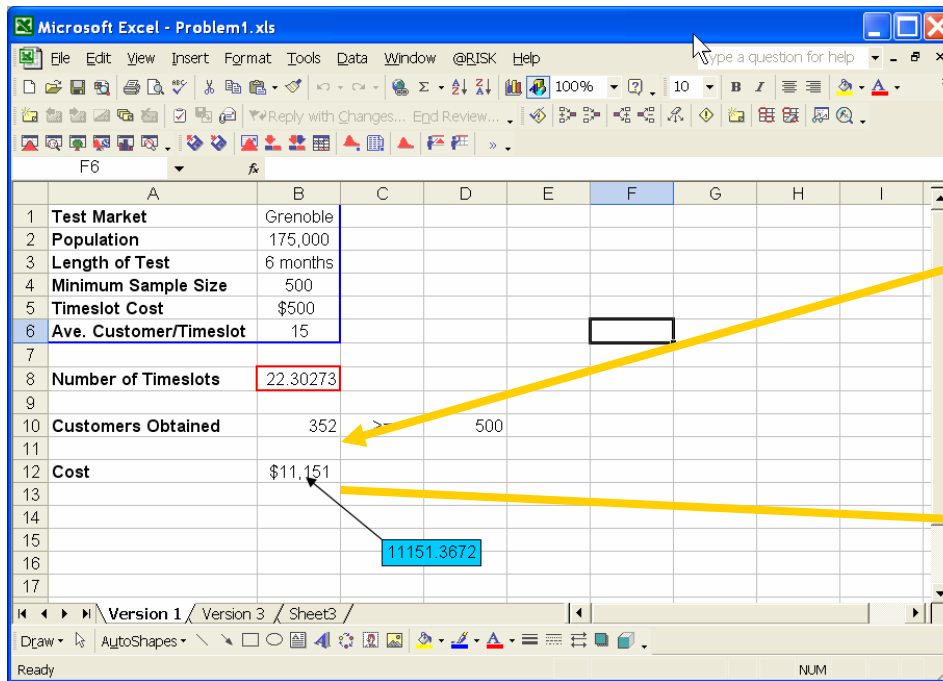 Microsoft Excel - Problem1.xls
File Edit View Insert Format Tools Data Window @RISK Help Type a question for help
100% 10 B I A
Reply with Changes... End Review...
F6 fx
A B C D E F G H I
1 Test Market Grenoble
2 Population 175,000
3 Length of Test 6 months
4 Minimum Sample Size 500
5 Timeslot Cost $500
6 Ave. Customer/Timeslot 15
7
8 Number of Timeslots 22.30273
9
10 Customers Obtained 352 >= 500
11
12 Cost $11,151
13
14
15
11151.3672
16
17
Version 1 Version 3 Sheet3
Draw AutoShapes A
Ready NUM